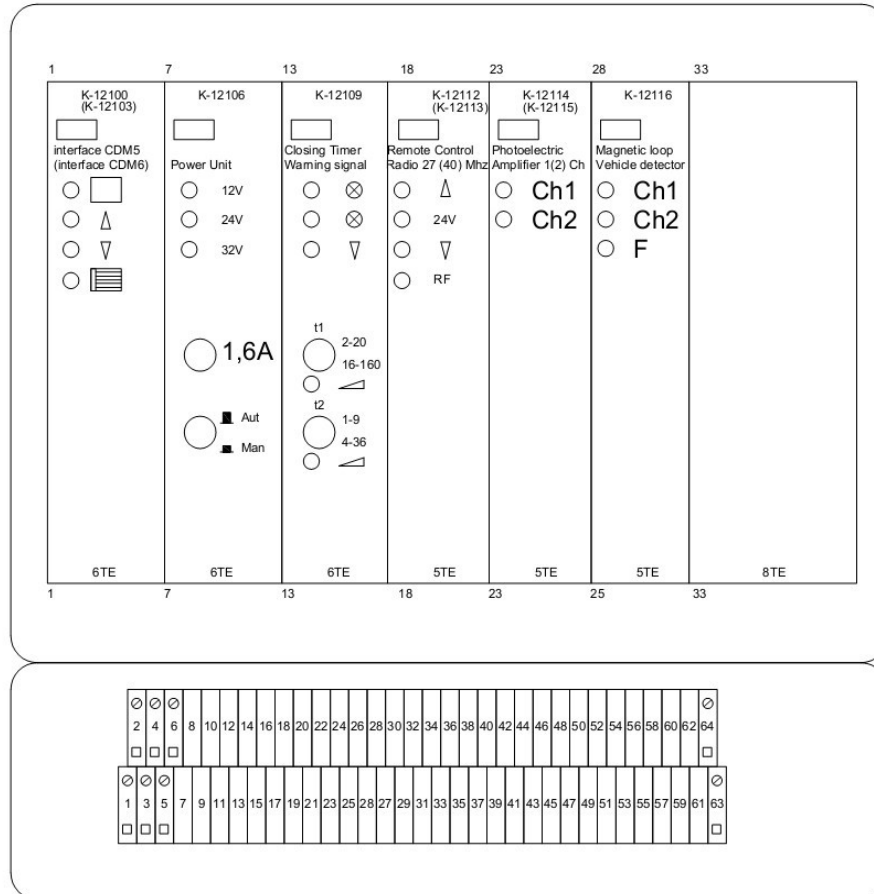 1 7 13 18 23 28 33
K-12100
(K-12103)
interface CDM5
(interface CDM6)
6TE
K-12106
Power Unit
12V
24V
32V
1,6A
Aut
Man
6TE
K-12109
Closing Timer
Warning signal
t1
2-20
16-160
t2
1-9
4-36
6TE
K-12112
(K-12113)
Remote Control
Radio 27 (40) Mhz
24V
RF
5TE
K-12114
(K-12115)
Photoelectric
Amplifier 1(2) Ch
Ch1
Ch2
5TE
K-12116
Magnetic loop
Vehicle detector
Ch1
Ch2
F
5TE
8TE
1 7 13 18 23 25 33
2 4 6 8 10 12 14 16 18 20 22 24 26 28 30 32 34 36 38 40 42 44 46 48 50 52 54 56 58 60 62 64
1 3 5 7 9 11 13 15 17 19 21 23 25 28 27 29 31 33 35 37 39 41 43 45 47 49 51 53 55 57 59 61 63